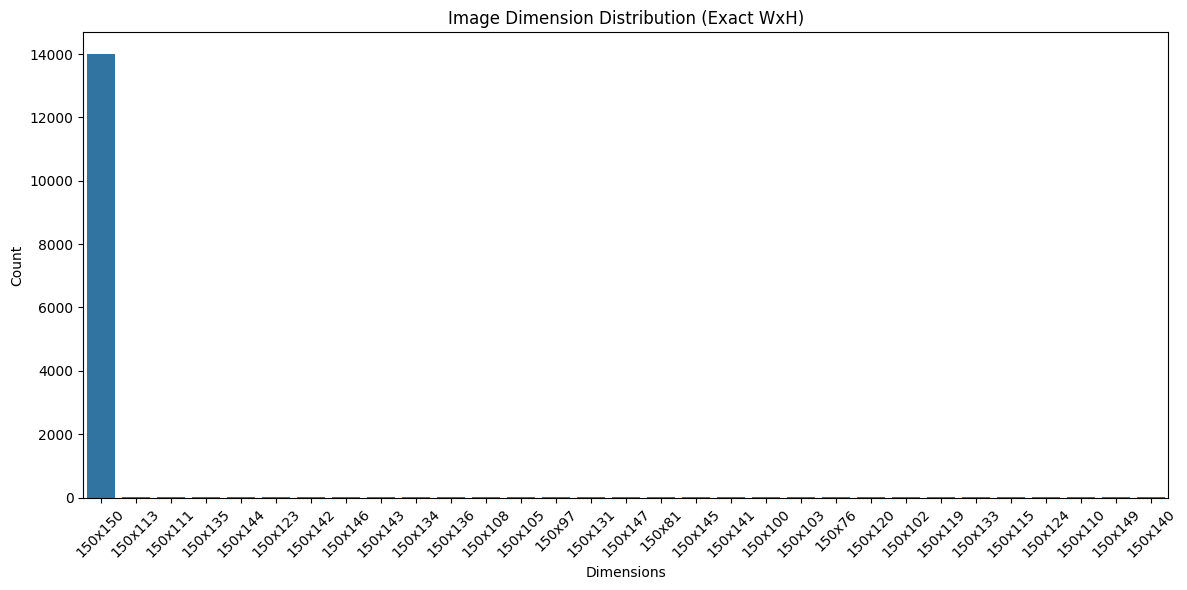 Image Dimension Distribution (Exact WxH)
14000
12000
10000
8000
6000
4000
2000
0
Count
150x150
150x113
150x111
150x135
150x144
150x123
150x142
150x146
150x143
150x134
150x136
150x108
150x105
150x97
150x131
150x147
150x81
150x145
150x141
150x100
150x103
150x76
150x120
150x102
150x119
150x133
150x115
150x124
150x110
150x149
150x140
Dimensions